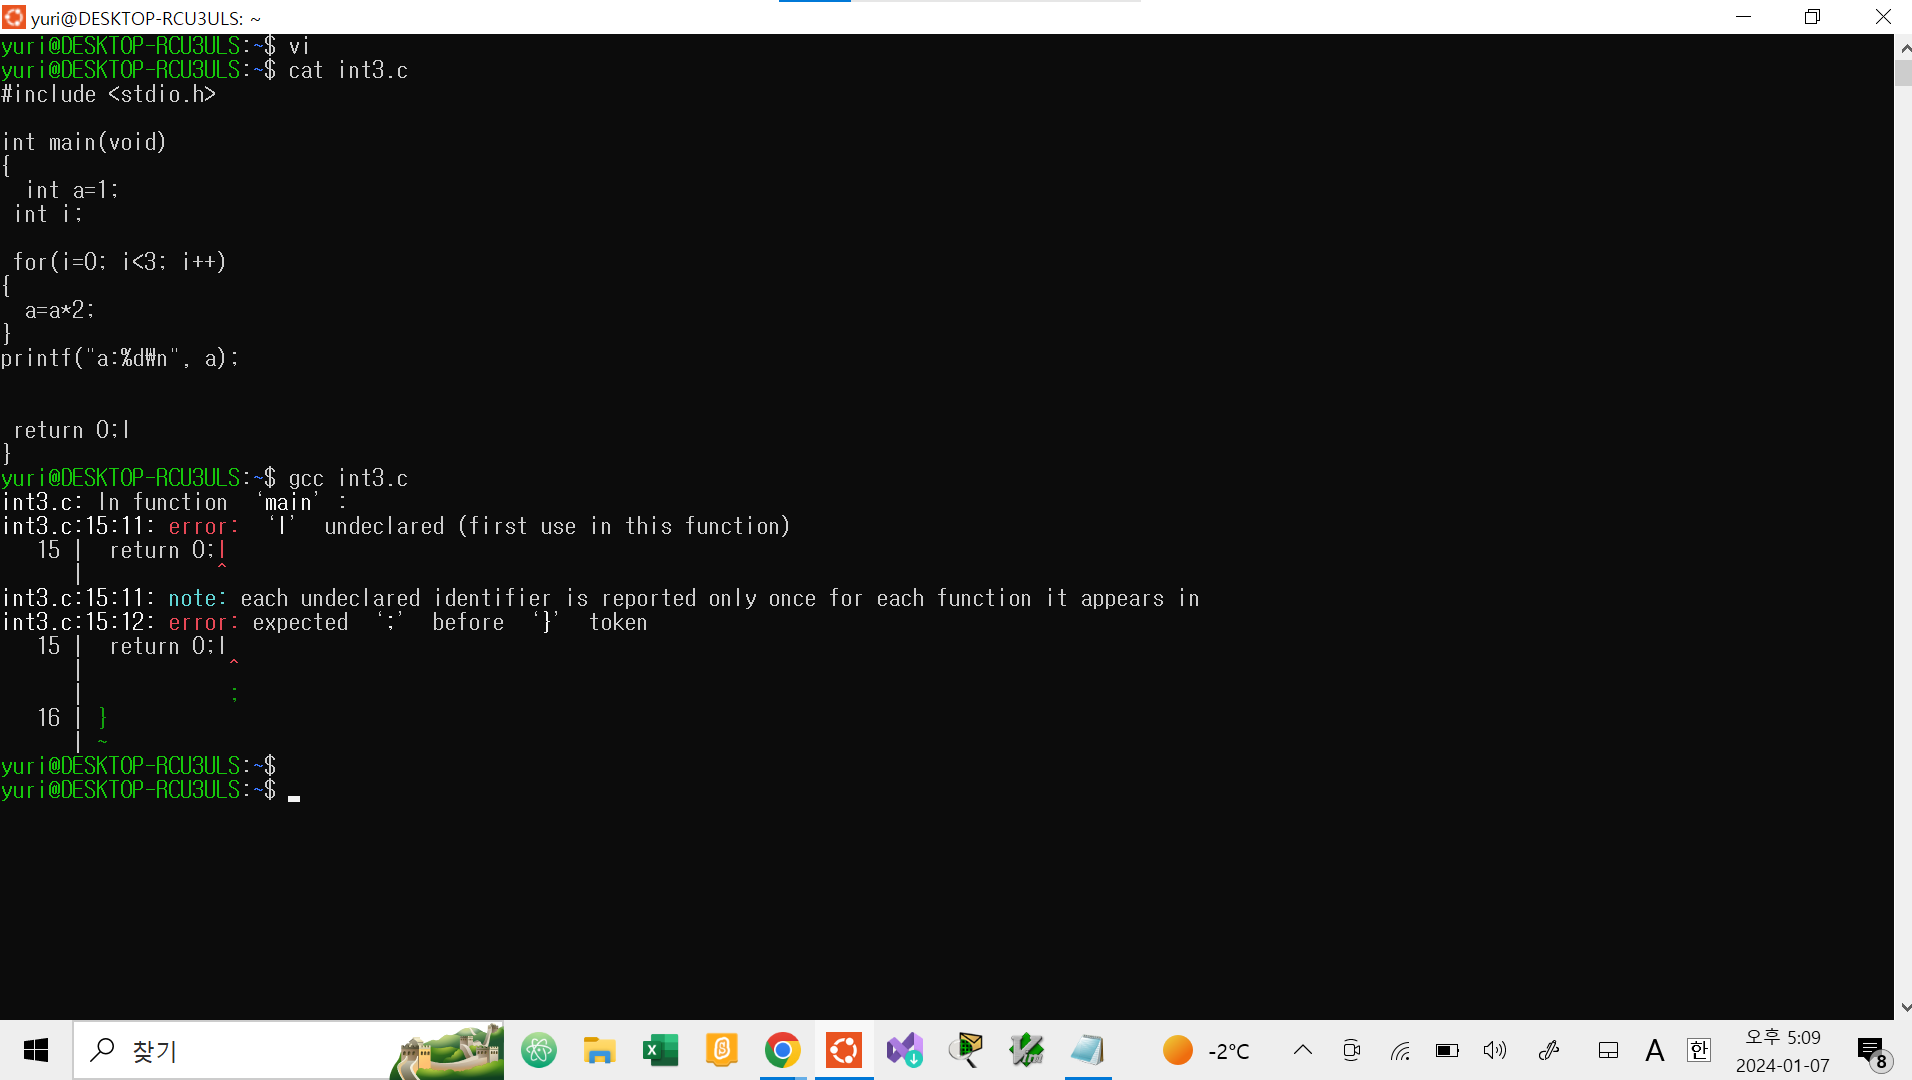 yuri@DESKTOP-RCU3ULS: ~
yuri@DESKTOP-RCU3ULS:~$ vi
yuri@DESKTOP-RCU3ULS:~$ cat int3.c
#include <stdio.h>
int main(void)
{
  int a=1;
 int i;
 for(i=0; i<3; i++)
{
  a=a*2;
}
printf("a:%d₩n", a);
 return 0;l
}
yuri@DESKTOP-RCU3ULS:~$ gcc int3.c
int3.c: In function ‘main’:
int3.c:15:11: error: ‘l’ undeclared (first use in this function)
   15 |  return 0;l
      |           ^
int3.c:15:11: note: each undeclared identifier is reported only once for each function it appears in
int3.c:15:12: error: expected ‘;’ before ‘}’ token
   15 |  return 0;l
      |            ^
      |            ;
   16 | }
      | ~
yuri@DESKTOP-RCU3ULS:~$
yuri@DESKTOP-RCU3ULS:~$
찾기
-2°C
A
한
오후 5:09
2024-01-07
8